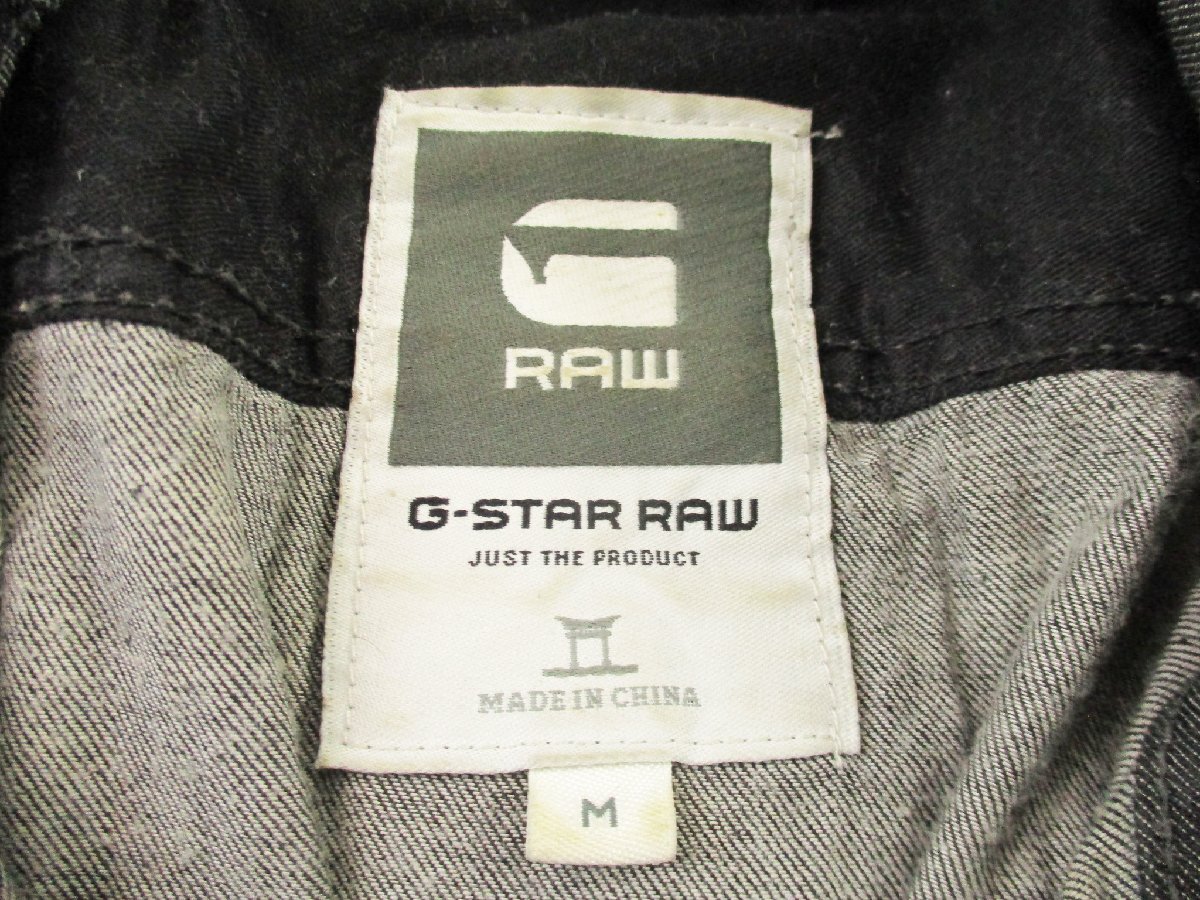 RAW
G-STAR RAW
JUST THE PRODUCT
MADE IN CHINA
M